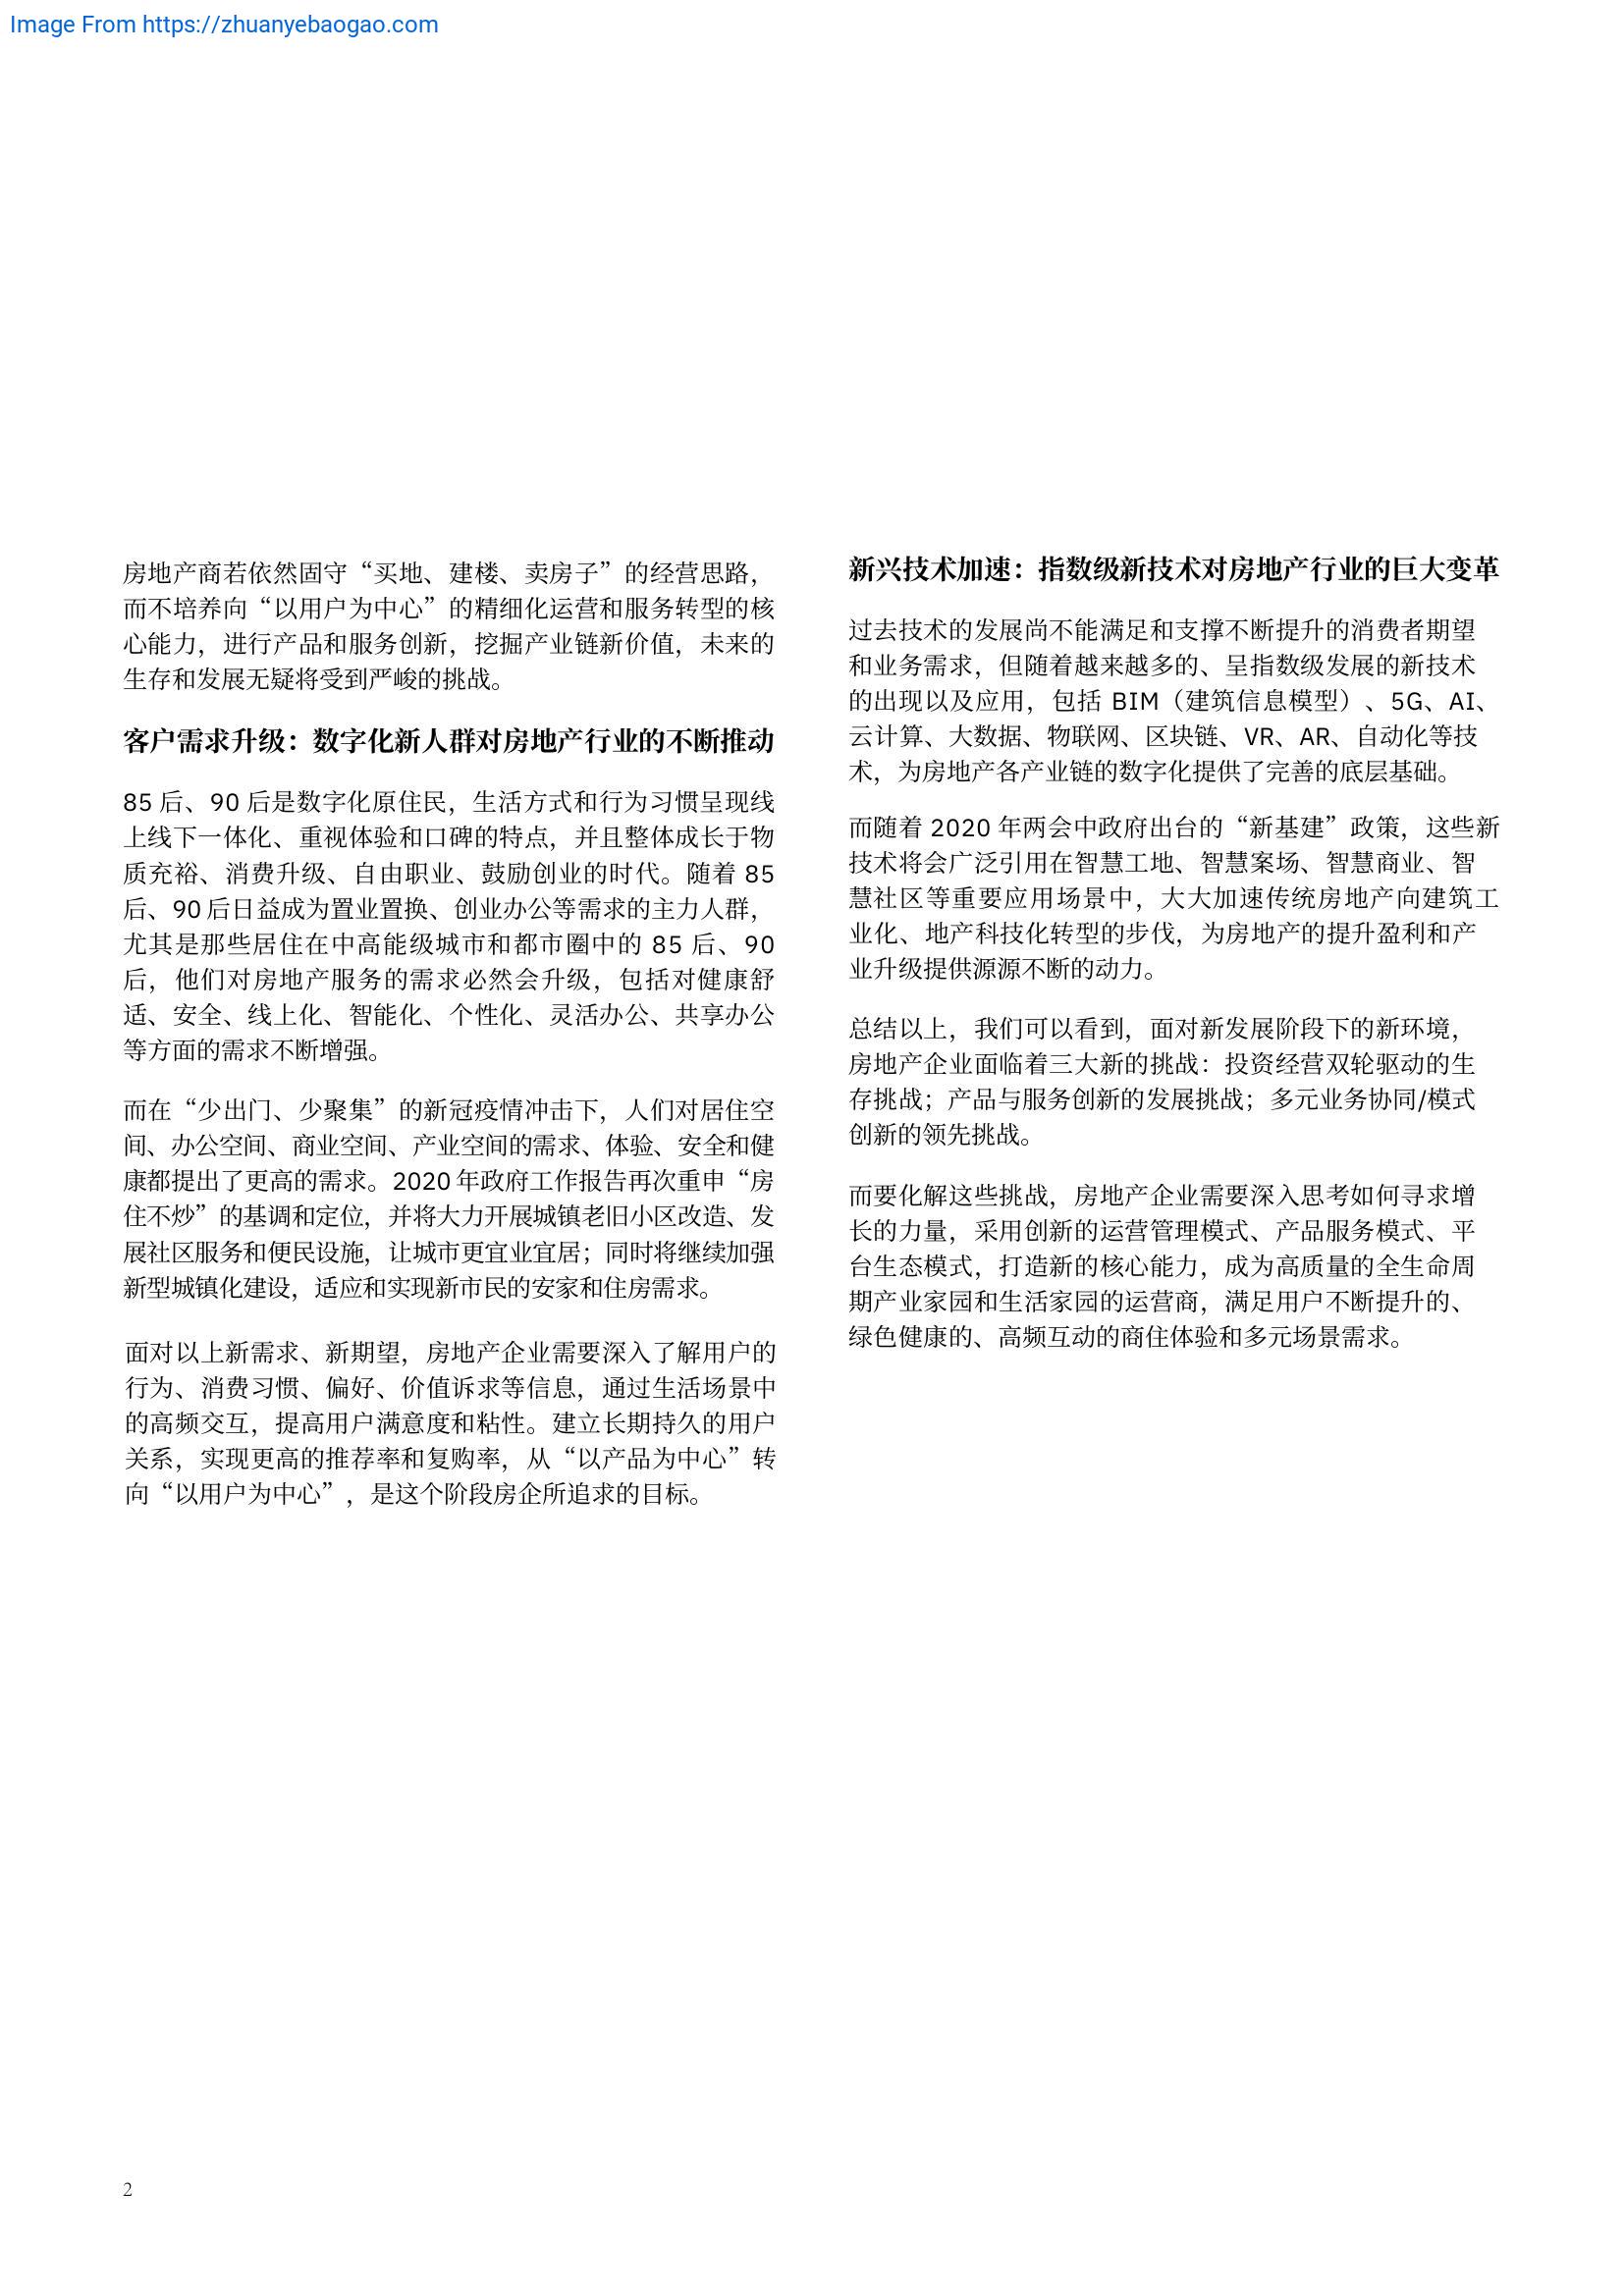 Image From https://zhuanyebaogao.com
房地产商若依然固守“买地、建楼、卖房子”的经营思路，
而不培养向“以用户为中心”的精细化运营和服务转型的核
心能力，进行产品和服务创新，挖掘产业链新价值，未来的
生存和发展无疑将受到严峻的挑战。
客户需求升级：数字化新人群对房地产行业的不断推动
85 后、90 后是数字化原住民，生活方式和行为习惯呈现线
上线下一体化、重视体验和口碑的特点，并且整体成长于物
质充裕、消费升级、自由职业、鼓励创业的时代。随着 85
后、90 后日益成为置业置换、创业办公等需求的主力人群，
尤其是那些居住在中高能级城市和都市圈中的 85 后、90
后，他们对房地产服务的需求必然会升级，包括对健康舒
适、安全、线上化、智能化、个性化、灵活办公、共享办公
等方面的需求不断增强。
而在“少出门、少聚集”的新冠疫情冲击下，人们对居住空
间、办公空间、商业空间、产业空间的需求、体验、安全和健
康都提出了更高的需求。2020 年政府工作报告再次重申“房
住不炒”的基调和定位，并将大力开展城镇老旧小区改造、发
展社区服务和便民设施，让城市更宜业宜居；同时将继续加强
新型城镇化建设，适应和实现新市民的安家和住房需求。
面对以上新需求、新期望，房地产企业需要深入了解用户的
行为、消费习惯、偏好、价值诉求等信息，通过生活场景中
的高频交互，提高用户满意度和粘性。建立长期持久的用户
关系，实现更高的推荐率和复购率，从“以产品为中心”转
向“以用户为中心”，是这个阶段房企所追求的目标。
新兴技术加速：指数级新技术对房地产行业的巨大变革
过去技术的发展尚不能满足和支撑不断提升的消费者期望
和业务需求，但随着越来越多的、呈指数级发展的新技术
的出现以及应用，包括 BIM（建筑信息模型）、5G、AI、
云计算、大数据、物联网、区块链、VR、AR、自动化等技
术，为房地产各产业链的数字化提供了完善的底层基础。
而随着 2020 年两会中政府出台的“新基建”政策，这些新
技术将会广泛引用在智慧工地、智慧案场、智慧商业、智
慧社区等重要应用场景中，大大加速传统房地产向建筑工
业化、地产科技化转型的步伐，为房地产的提升盈利和产
业升级提供源源不断的动力。
总结以上，我们可以看到，面对新发展阶段下的新环境，
房地产企业面临着三大新的挑战：投资经营双轮驱动的生
存挑战；产品与服务创新的发展挑战；多元业务协同/模式
创新的领先挑战。
而要化解这些挑战，房地产企业需要深入思考如何寻求增
长的力量，采用创新的运营管理模式、产品服务模式、平
台生态模式，打造新的核心能力，成为高质量的全生命周
期产业家园和生活家园的运营商，满足用户不断提升的、
绿色健康的、高频互动的商住体验和多元场景需求。
2